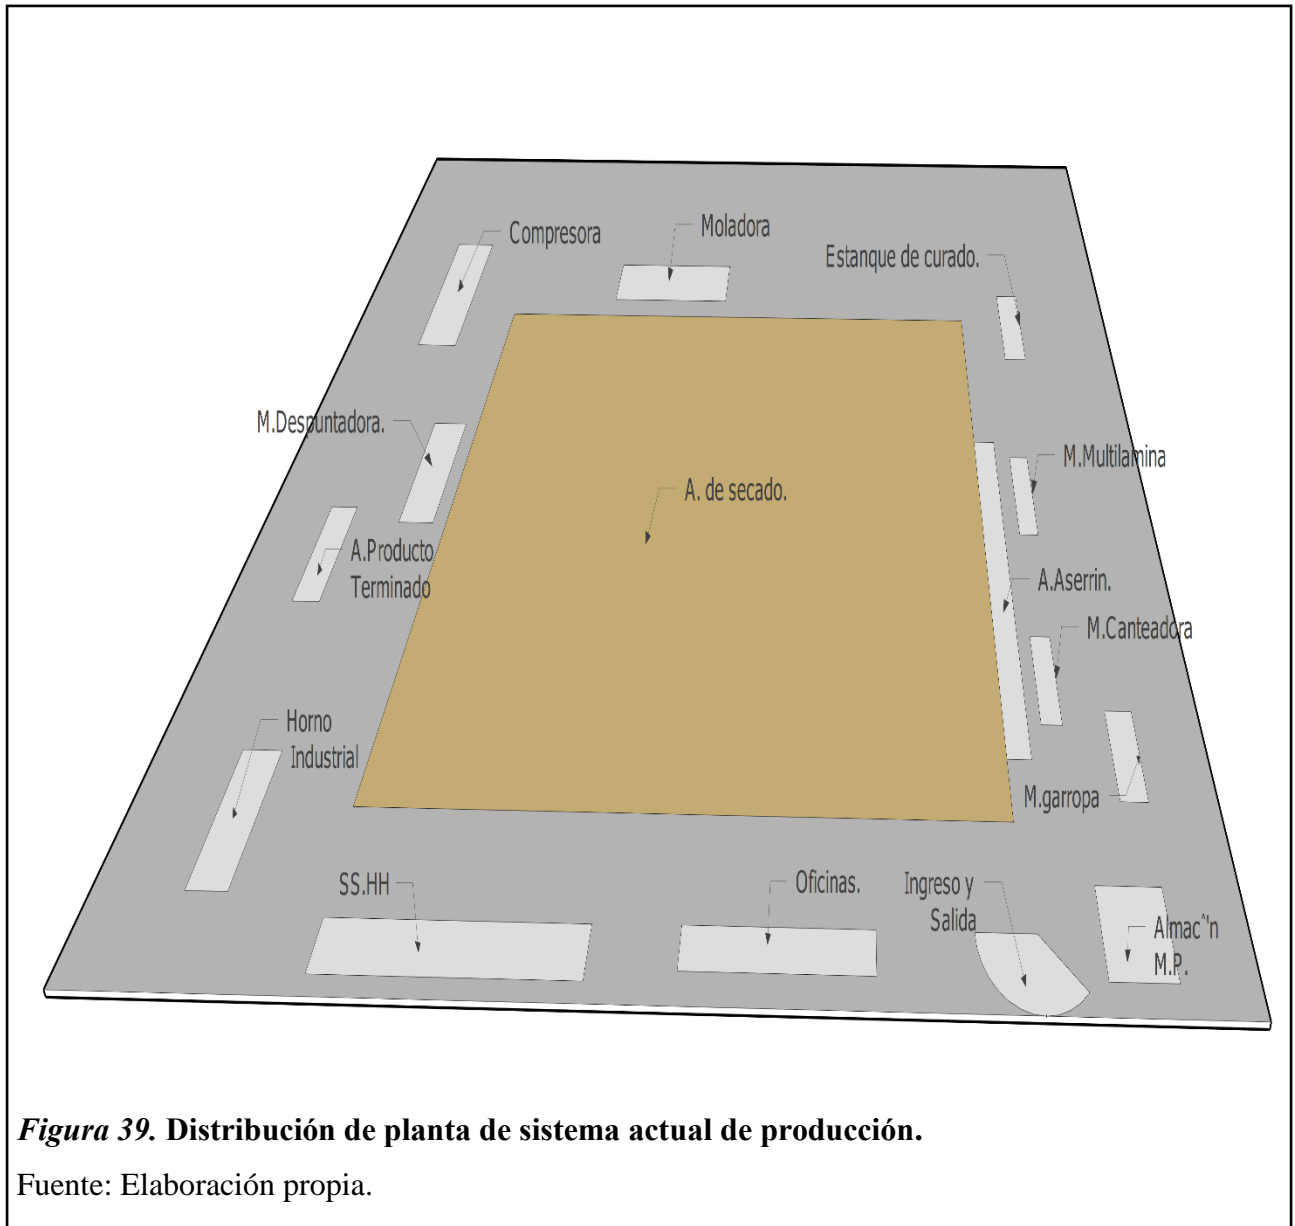 Compresora
Moladora
Estanque de curado.
M.Despuntadora.
M.Multilamina
A. de secado.
A.Producto
Terminado
A.Aserrin.
M.Canteadora
Horno
Industrial
M.garropa
SS.HH
Oficinas.
Ingreso y
Salida
Almacˆ'n
M.P.
Figura 39. Distribución de planta de sistema actual de producción.
Fuente: Elaboración propia.